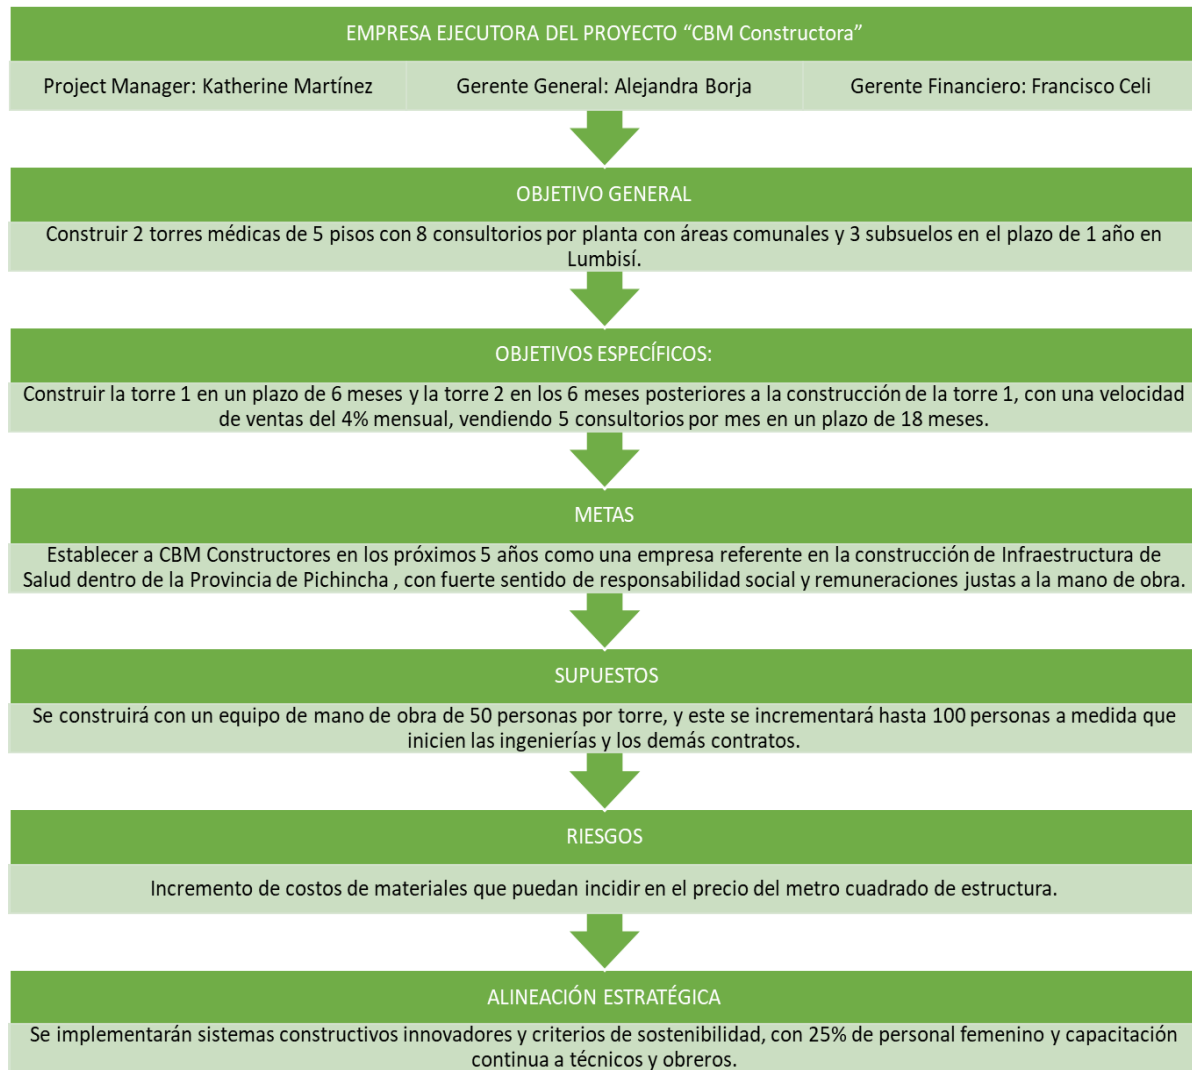 EMPRESA EJECUTORA DEL PROYECTO “CBM Constructora”
Project Manager: Katherine Martínez
Gerente General: Alejandra Borja
Gerente Financiero: Francisco Celi
OBJETIVO GENERAL
Construir 2 torres médicas de 5 pisos con 8 consultorios por planta con áreas comunales y 3 subsuelos en el plazo de 1 año en
Lumbisí.
OBJETIVOS ESPECÍFICOS:
Construir la torre 1 en un plazo de 6 meses y la torre 2 en los 6 meses posteriores a la construcción de la torre 1, con una velocidad
de ventas del 4% mensual, vendiendo 5 consultorios por mes en un plazo de 18 meses.
METAS
Establecer a CBM Constructores en los próximos 5 años como una empresa referente en la construcción de Infraestructura de
Salud dentro de la Provincia de Pichincha , con fuerte sentido de responsabilidad social y remuneraciones justas a la mano de obra.
SUPUESTOS
Se construirá con un equipo de mano de obra de 50 personas por torre, y este se incrementará hasta 100 personas a medida que
inicien las ingenierías y los demás contratos.
RIESGOS
Incremento de costos de materiales que puedan incidir en el precio del metro cuadrado de estructura.
ALINEACIÓN ESTRATÉGICA
Se implementarán sistemas constructivos innovadores y criterios de sostenibilidad, con 25% de personal femenino y capacitación
continua a técnicos y obreros.